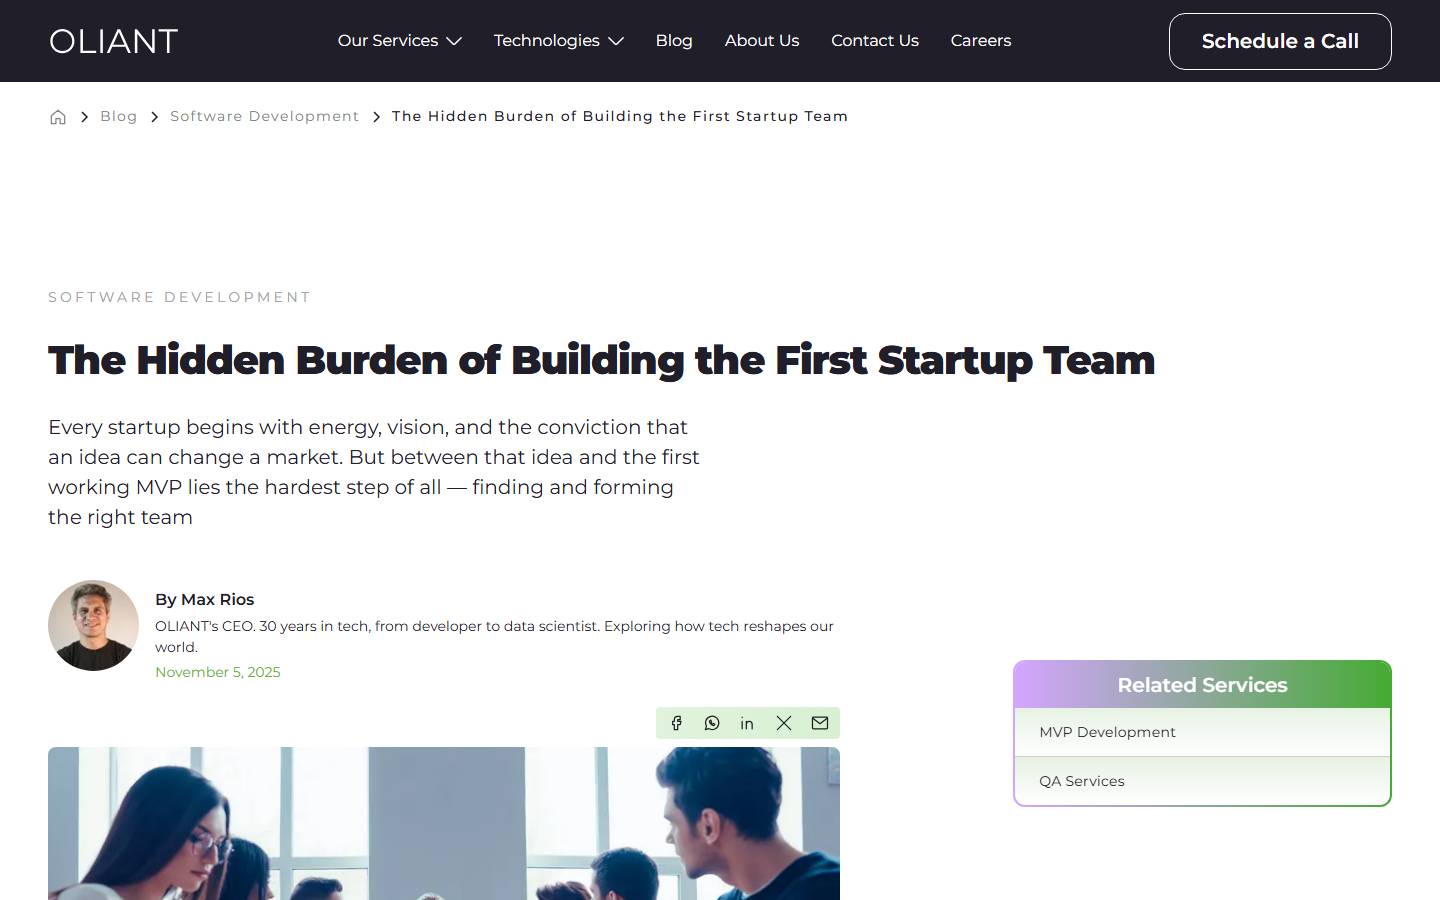 OLIANT
Our Services
Technologies
Blog
About Us
Contact Us
Careers
Schedule a Call
Blog
Software Development
The Hidden Burden of Building the First Startup Team
SOFTWARE DEVELOPMENT
The Hidden Burden of Building the First Startup Team
Every startup begins with energy, vision, and the conviction that
an idea can change a market. But between that idea and the first
working MVP lies the hardest step of all — finding and forming
the right team
By Max Rios
OLIANT's CEO. 30 years in tech, from developer to data scientist. Exploring how tech reshapes our
world.
November 5, 2025
Related Services
MVP Development
QA Services